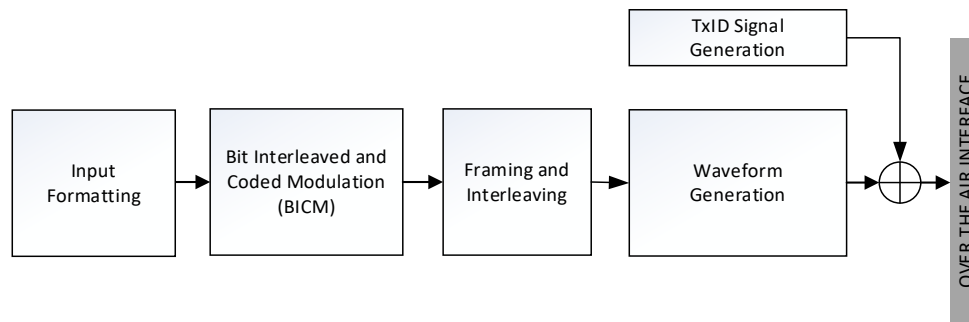 TxID Signal
Generation
Input
Formatting
Bit Interleaved and
Coded Modulation
(BICM)
Framing and
Interleaving
Waveform
Generation
OVER THE AIR INTERFACE